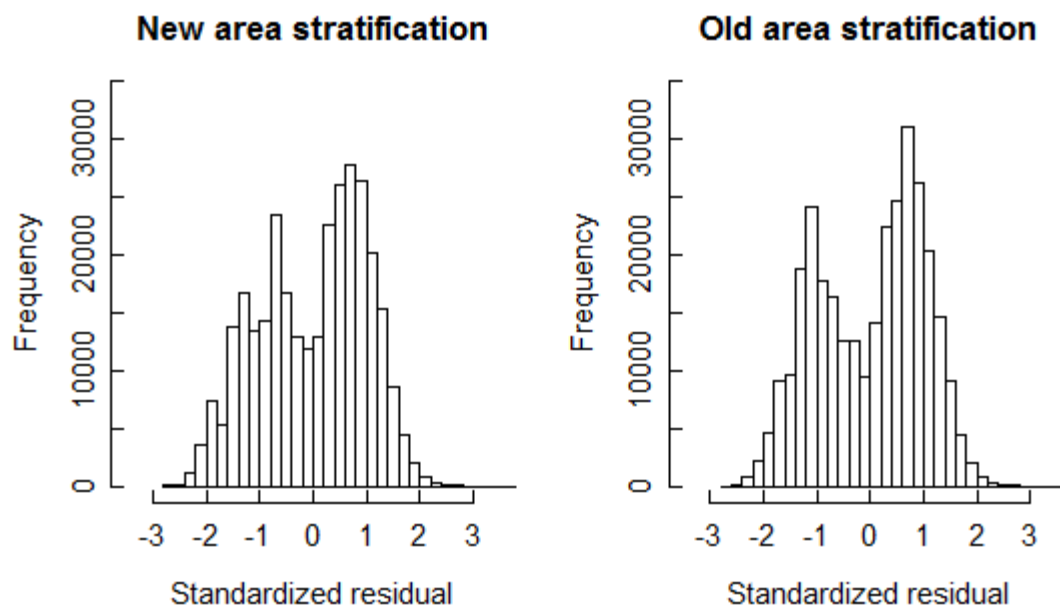 New area stratification
Frequency
0
10000
20000
30000
-3 -2 -1 0 1 2 3
Standardized residual
Old area stratification
Frequency
0
10000
20000
30000
-3 -2 -1 0 1 2 3
Standardized residual